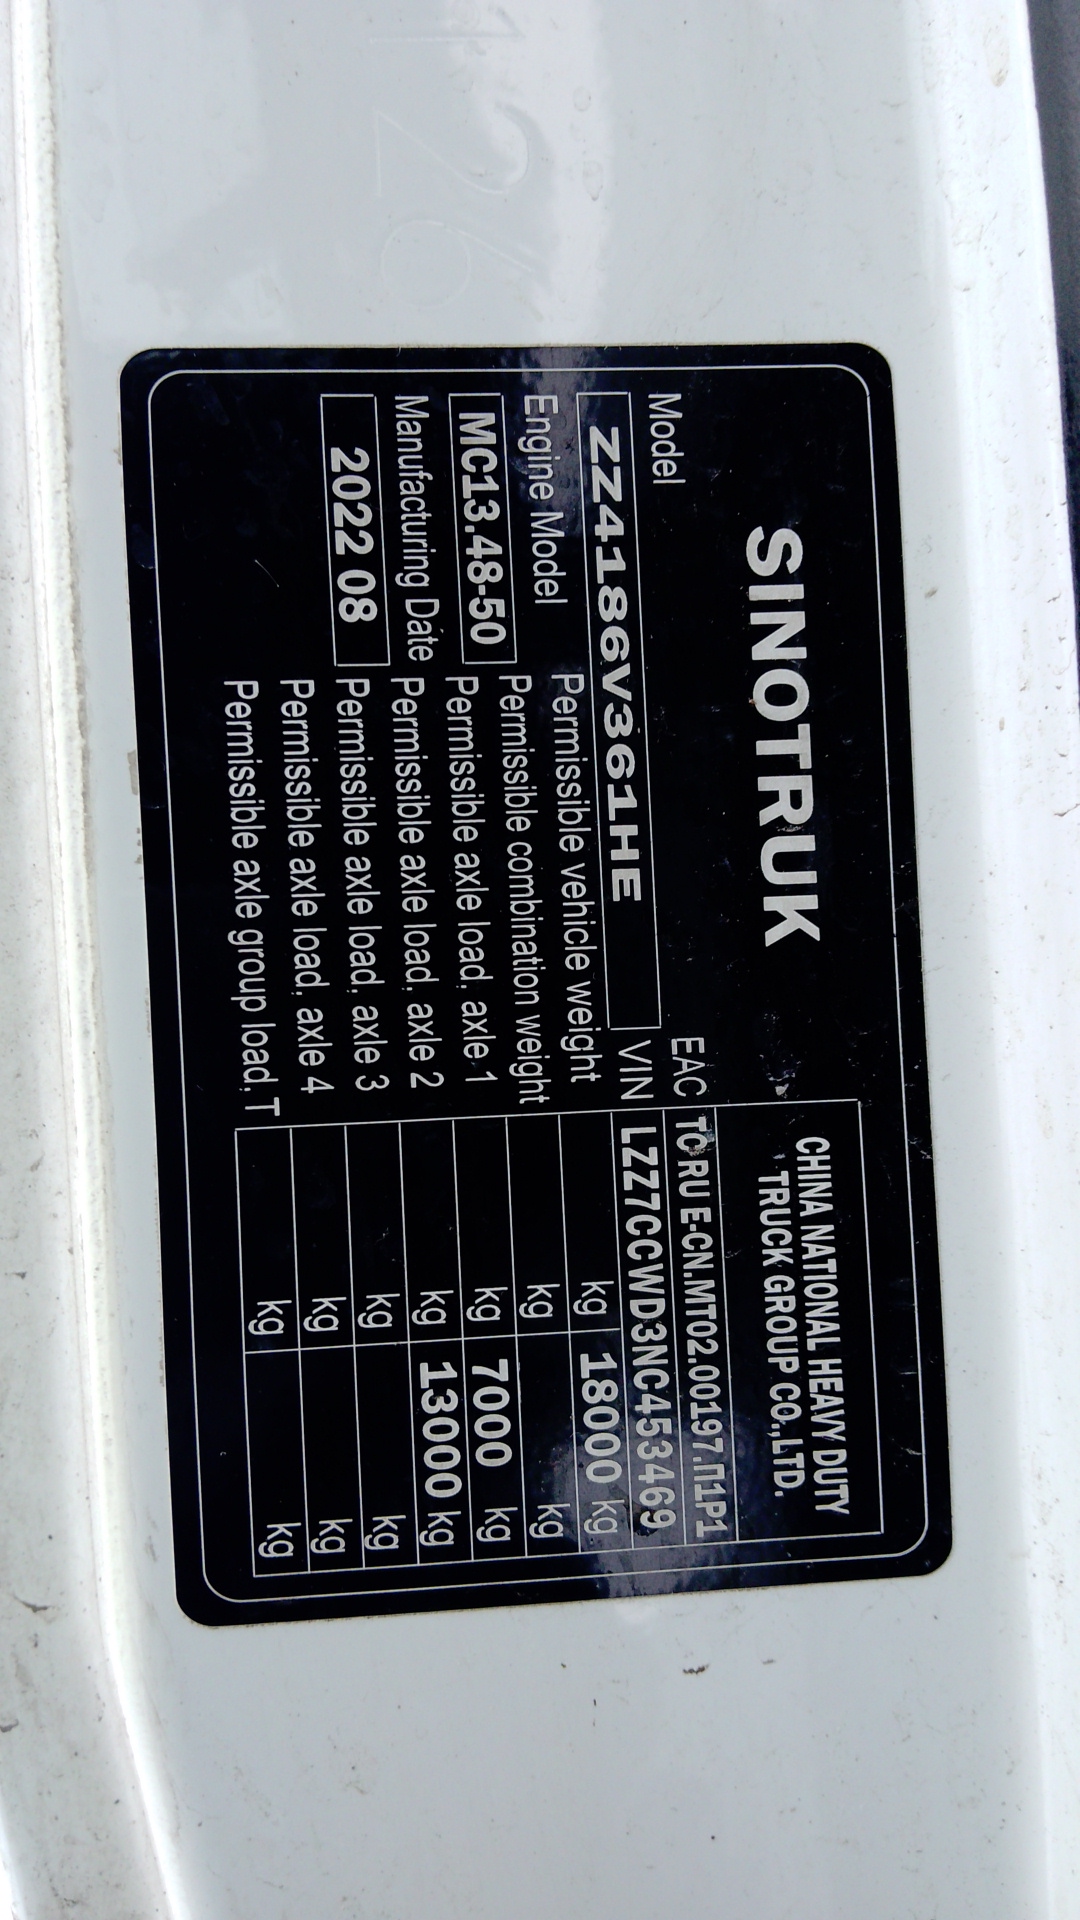 126
SINOTRUK
CHINA NATIONAL HEAVY DUTY
TRUCK GROUP CO.,LTD.
Model
EAC TC RU E-CN.MT02.00197.П1P1
ZZ4186V361HE
VIN LZZ7CCWD3NC453469
Engine Model
Permissible vehicle weight kg 18000 kg
MC13.48-50
Permissible combination weight kg kg
Permissible axle load, axle 1 kg 7000 kg
Manufacturing Date
Permissible axle load, axle 2 kg 13000 kg
2022 08
Permissible axle load, axle 3 kg kg
Permissible axle load, axle 4 kg kg
Permissible axle group load, T kg kg